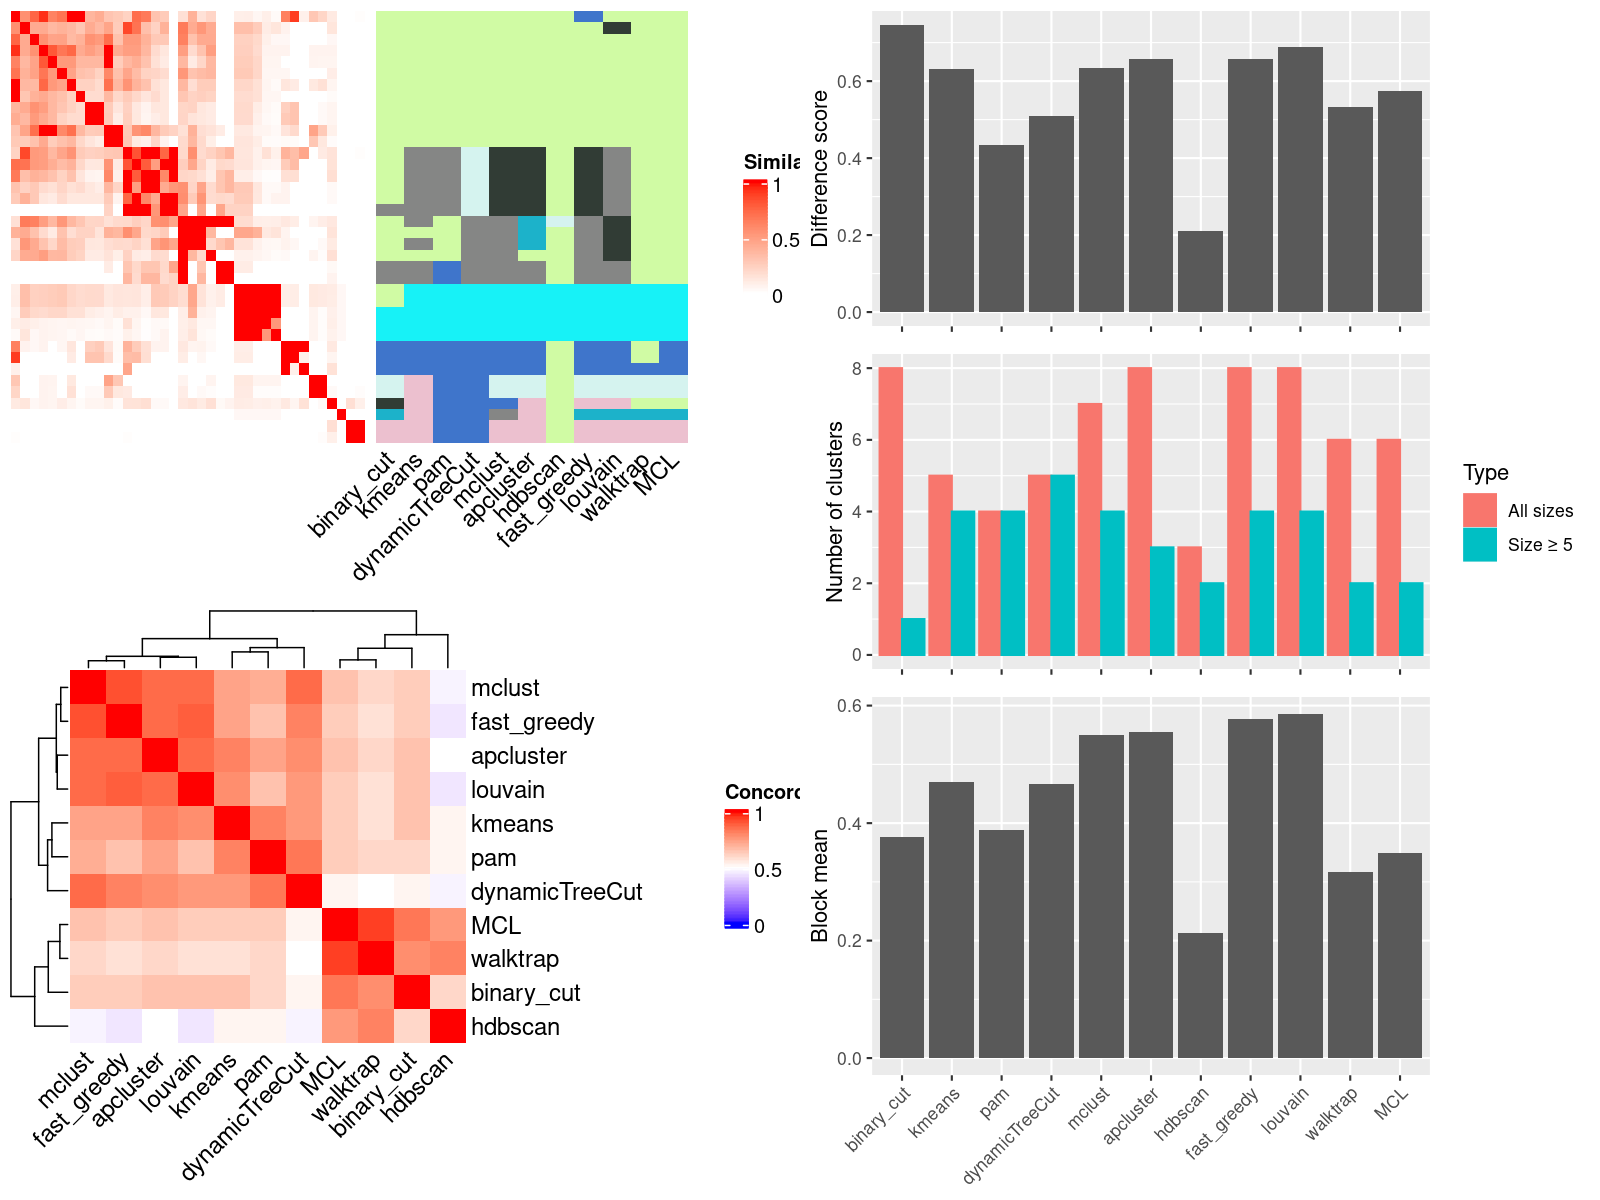 Simila
1
0.5
0
binary_cut
kmeans
pam
dynamicTreeCut
mclust
apcluster
hdbscan
fast_greedy
louvain
walktrap
MCL
mclust
fast_greedy
apcluster
louvain
kmeans
pam
dynamicTreeCut
MCL
walktrap
binary_cut
hdbscan
mclust
fast_greedy
apcluster
louvain
kmeans
pam
dynamicTreeCut
MCL
walktrap
binary_cut
hdbscan
Concord
1
0.5
0
Difference score
0.6
0.4
0.2
0.0
Number of clusters
8
6
4
2
0
Type
All sizes
Size ≥ 5
Block mean
0.6
0.4
0.2
0.0
binary_cut
kmeans
pam
dynamicTreeCut
mclust
apcluster
hdbscan
fast_greedy
louvain
walktrap
MCL